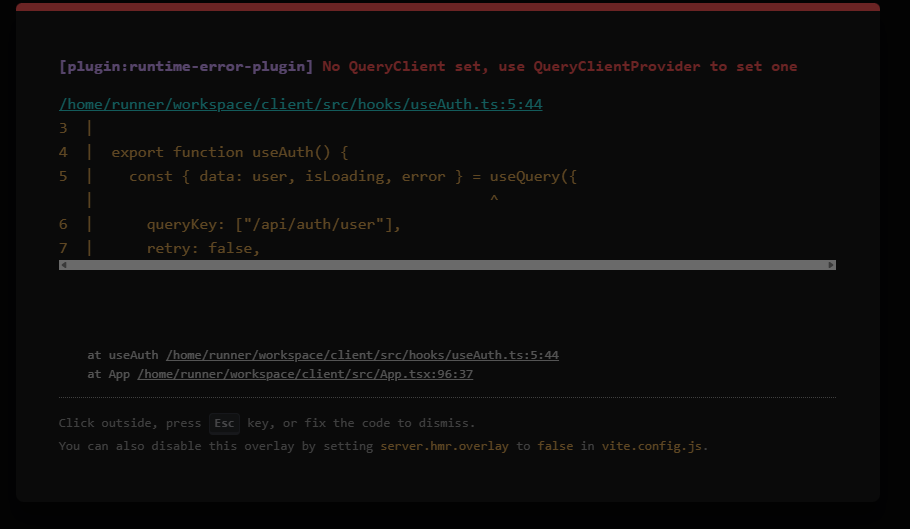 [plugin:runtime-error-plugin] No QueryClient set, use QueryClientProvider to set one
/home/runner/workspace/client/src/hooks/useAuth.ts:5:44
3  |
4  |  export function useAuth() {
5  |    const { data: user, isLoading, error } = useQuery({
   |                                             ^
6  |      queryKey: ["/api/auth/user"],
7  |      retry: false,
at useAuth /home/runner/workspace/client/src/hooks/useAuth.ts:5:44
at App /home/runner/workspace/client/src/App.tsx:96:37
Click outside, press Esc key, or fix the code to dismiss.
You can also disable this overlay by setting server.hmr.overlay to false in vite.config.js.